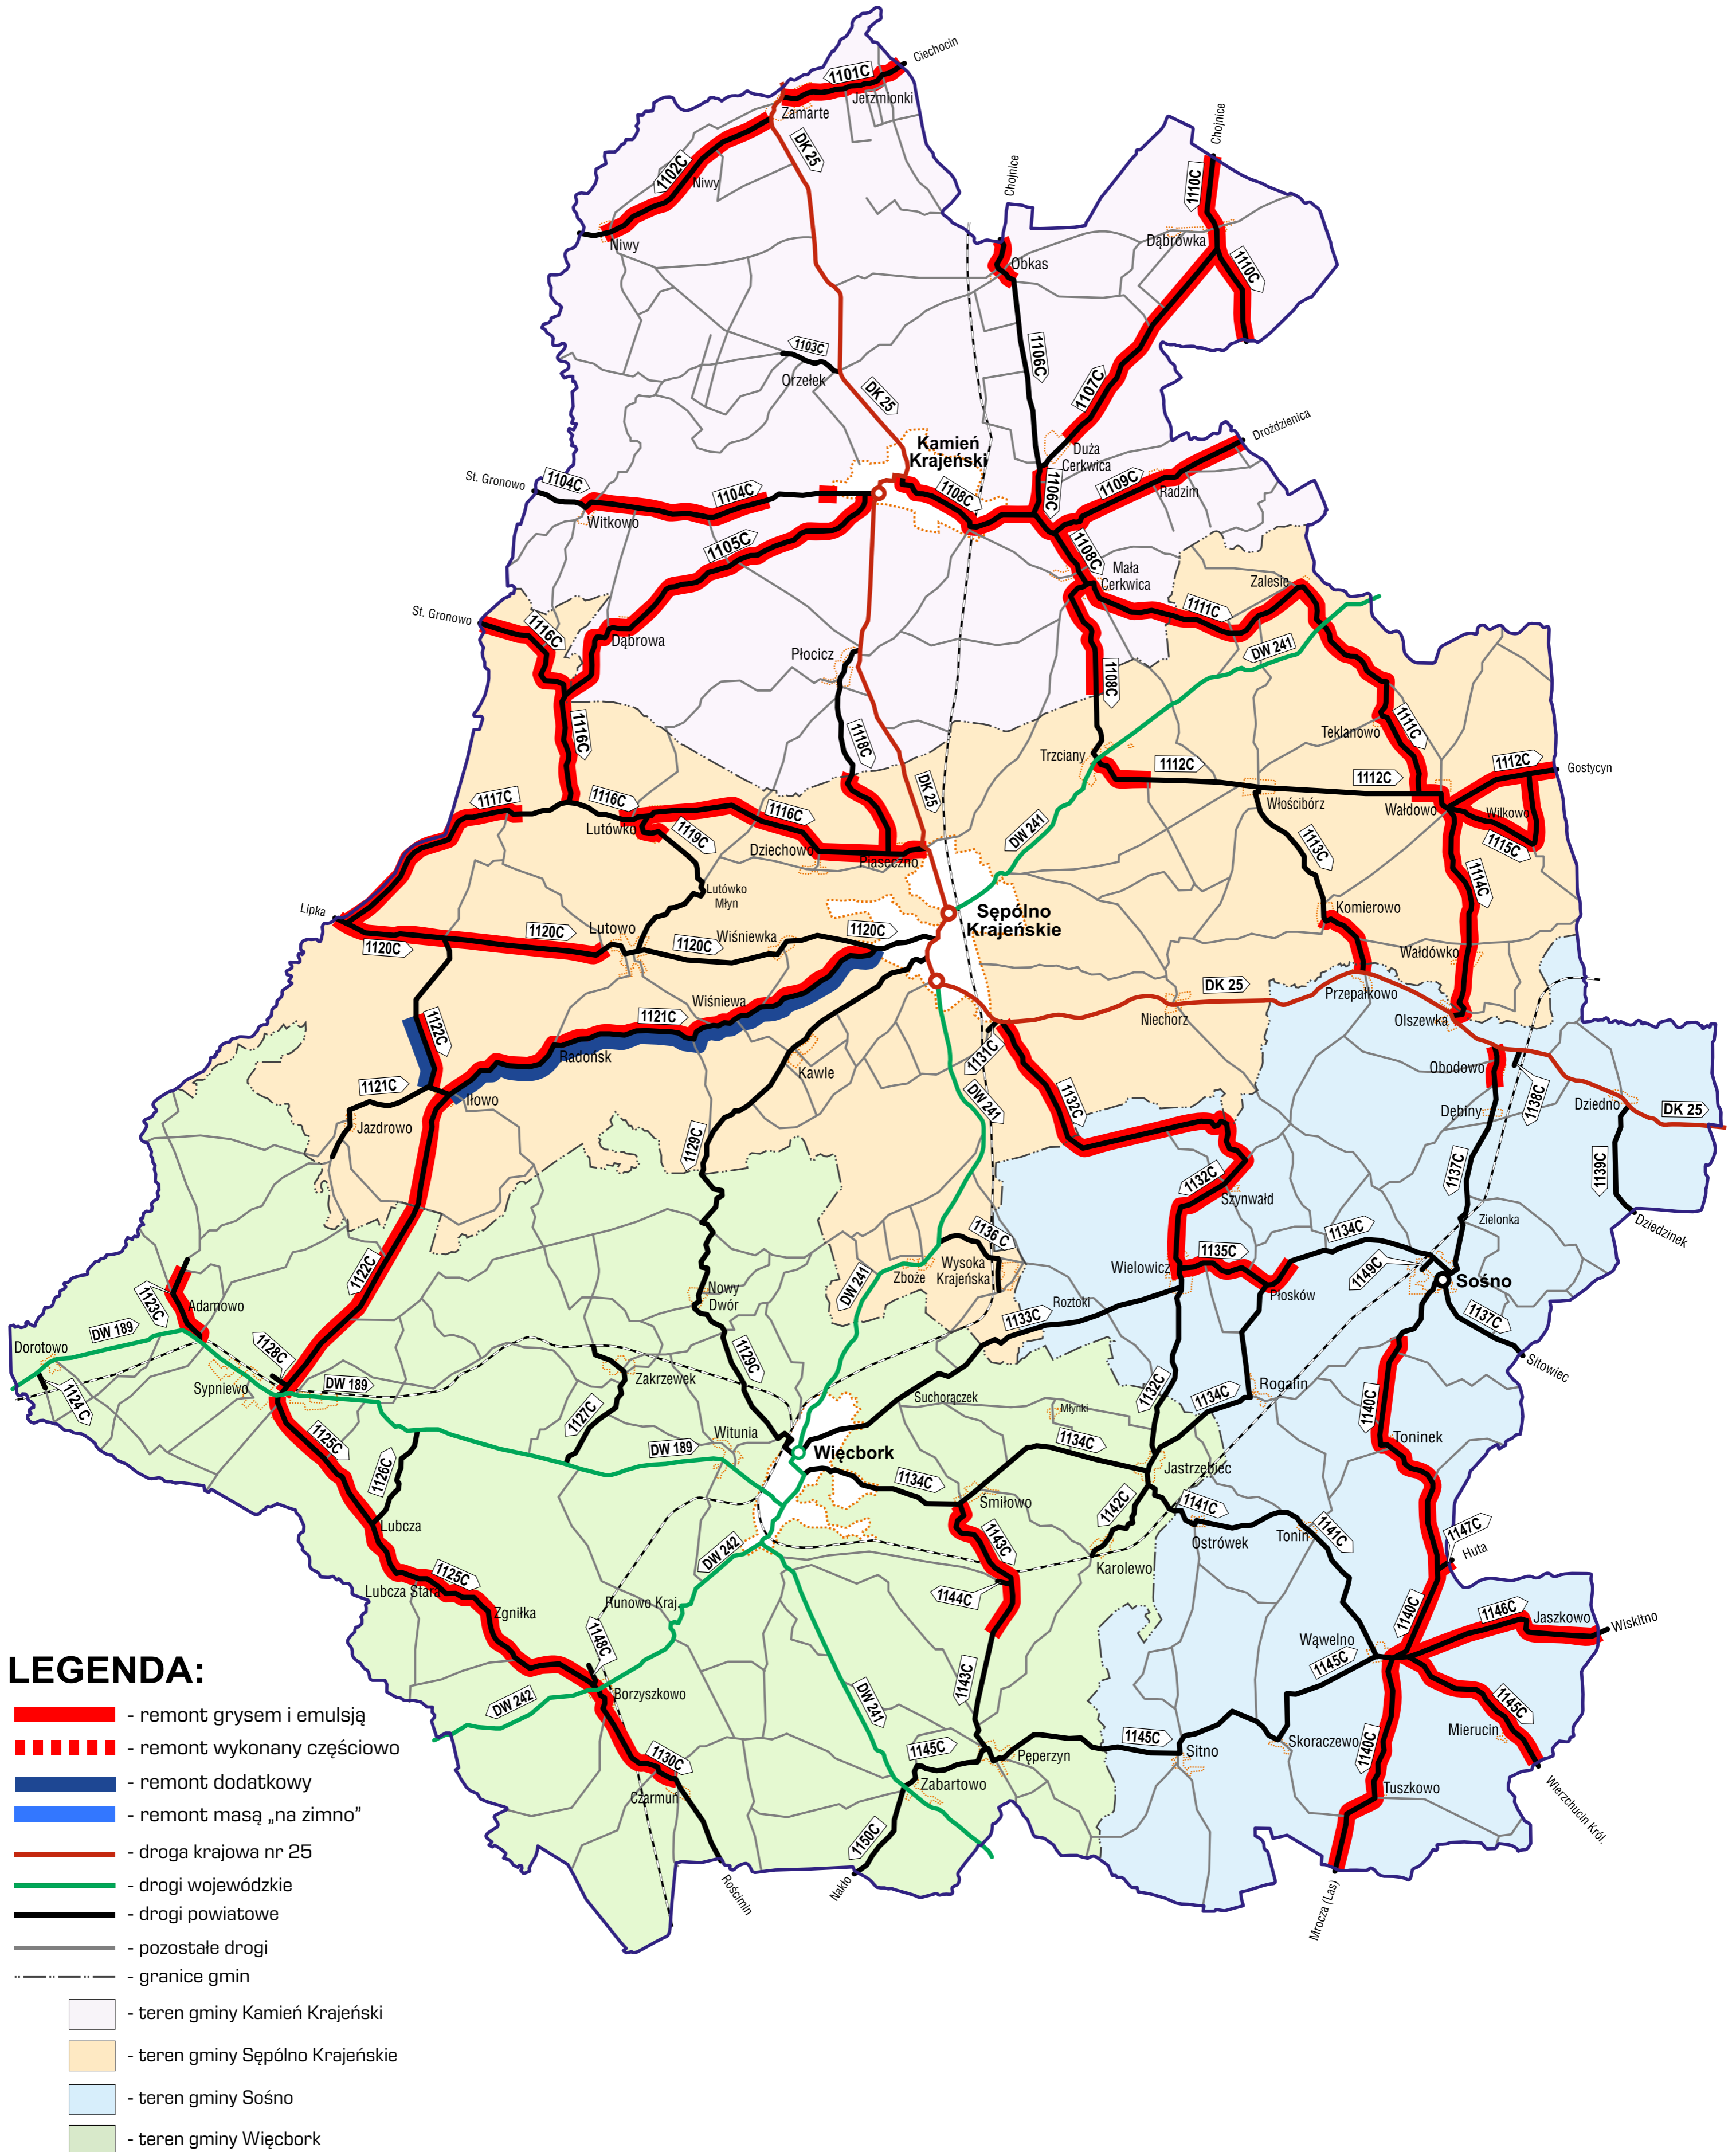 Ciechocin
1101C
Jerzmionki
Zamarte
DK 25
1102C
Niwy
Niwy
Chojnice
Chojnice
1110C
Dąbrówka
1110C
Obkas
1106C
1103C
Orzełek
DK 25
1107C
Kamień
Krajeński
Duża
Cerkwica
Drożdzienica
St. Gronowo
1104C
1104C
Witkowo
1108C
1106C
1109C
Radzim
1105C
1108C
Mała
Cerkwica
Zalesie
St. Gronowo
1116C
Dąbrowa
1111C
DW 241
Płocicz
1108C
1116C
1118C
Teklanowo
1111C
Trzciany
1112C
1112C
1112C
Gostycyn
DK 25
1117C
1116C
1116C
Włościbórz
Wałdowo
Wilkowo
Lutówko
1119C
Dziechowo
Piaseczno
DW 241
1113C
1115C
1114C
Lutówko
Młyn
Lipka
Sępólno
Krajeńskie
Komierowo
1120C
1120C
Lutowo
1120C
Wiśniewka
1120C
Wałdówko
DK 25
Przepałkowo
Wiśniewa
Niechorz
Olszewka
1122C
1121C
Radońsk
1131C
Kawle
Obodowo
1138C
1121C
Iłowo
DW 241
1132C
Dębiny
Dziedno
DK 25
Jazdrowo
1129C
1137C
1139C
1132C
Szynwałd
Zielonka
Dziedzinek
1136 C
1134C
1122C
Wysoka
Krajeńska
Zboże
Wielowicz
1135C
1149C
Sośno
1123C
Adamowo
Nowy
Dwór
DW 241
Roztoki
1133C
Płosków
1137C
Dorotowo
DW 189
1128C
1129C
Sitowiec
Sypniewo
DW 189
Zakrzewek
1124 C
Suchorączek
1132C
1134C
Rogalin
1140C
1127C
Młynki
1125C
Witunia
DW 189
Więcbork
1134C
Toninek
1126C
1134C
Jastrzębiec
Śmiłowo
1142C
1141C
Lubcza
Ostrówek
Tonin
1141C
1147C
Huta
DW 242
1143C
Karolewo
1125C
Lubcza Stara
1144C
Zgniłka
Runowo Kraj.
1140C
1146C
Jaszkowo
Wiskitno
1148C
Wąwelno
1145C
1143C
Borzyszkowo
DW 242
DW 241
1145C
Mierucin
1130C
1145C
Pęperzyn
1145C
Sitno
Skoraczewo
1140C
Czarmuń
Zabartowo
Tuszkowo
Wierzchucin Król.
1150C
Rościmin
Nakło
Mrocza (Las)
LEGENDA:
- remont grysem i emulsją
- remont wykonany częściowo
- remont dodatkowy
- remont masą „na zimno”
- droga krajowa nr 25
- drogi wojewódzkie
- drogi powiatowe
- pozostałe drogi
- granice gmin
- teren gminy Kamień Krajeński
- teren gminy Sępólno Krajeńskie
- teren gminy Sośno
- teren gminy Więcbork